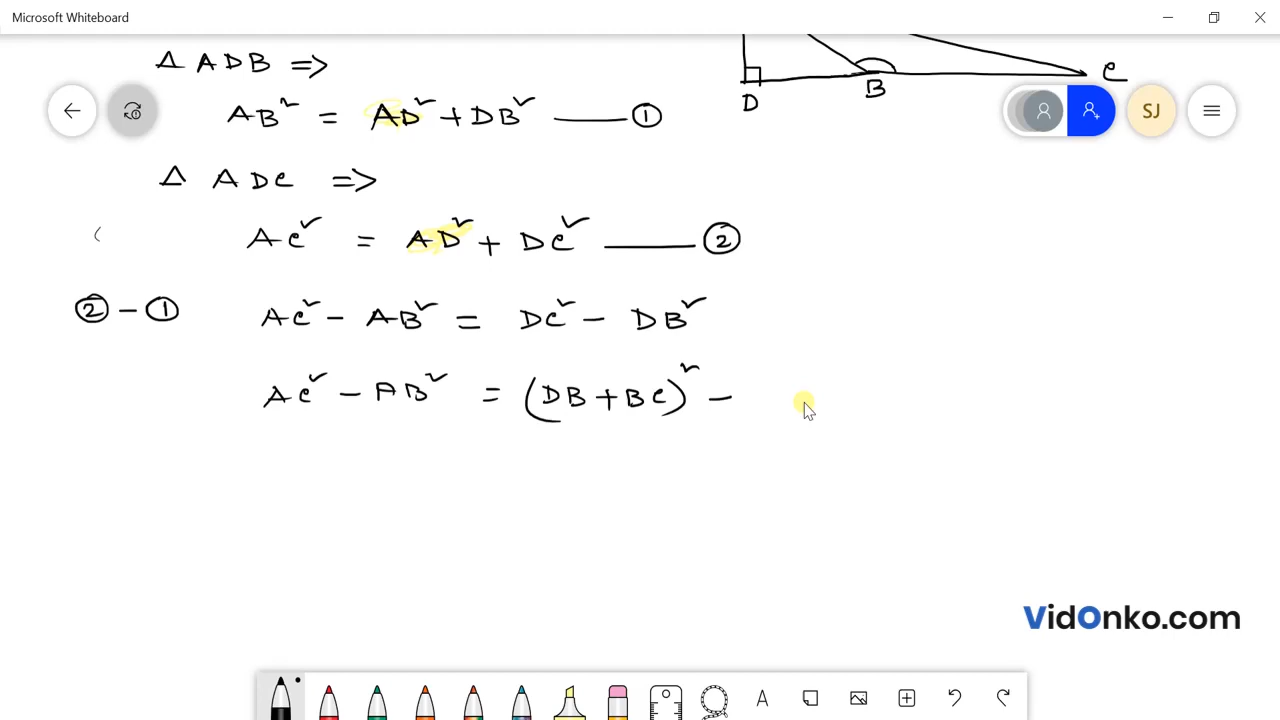 Microsoft Whiteboard
Δ ADB =>
C
D
B
AB² = AD² + DB² —— ①
SJ
Δ ADC =>
(
AC² = AD² + DC² —— ②
② - ① AC² - AB² = DC² - DB²
AC² - AB² = (DB + BC)² -
VidOnko.com
A